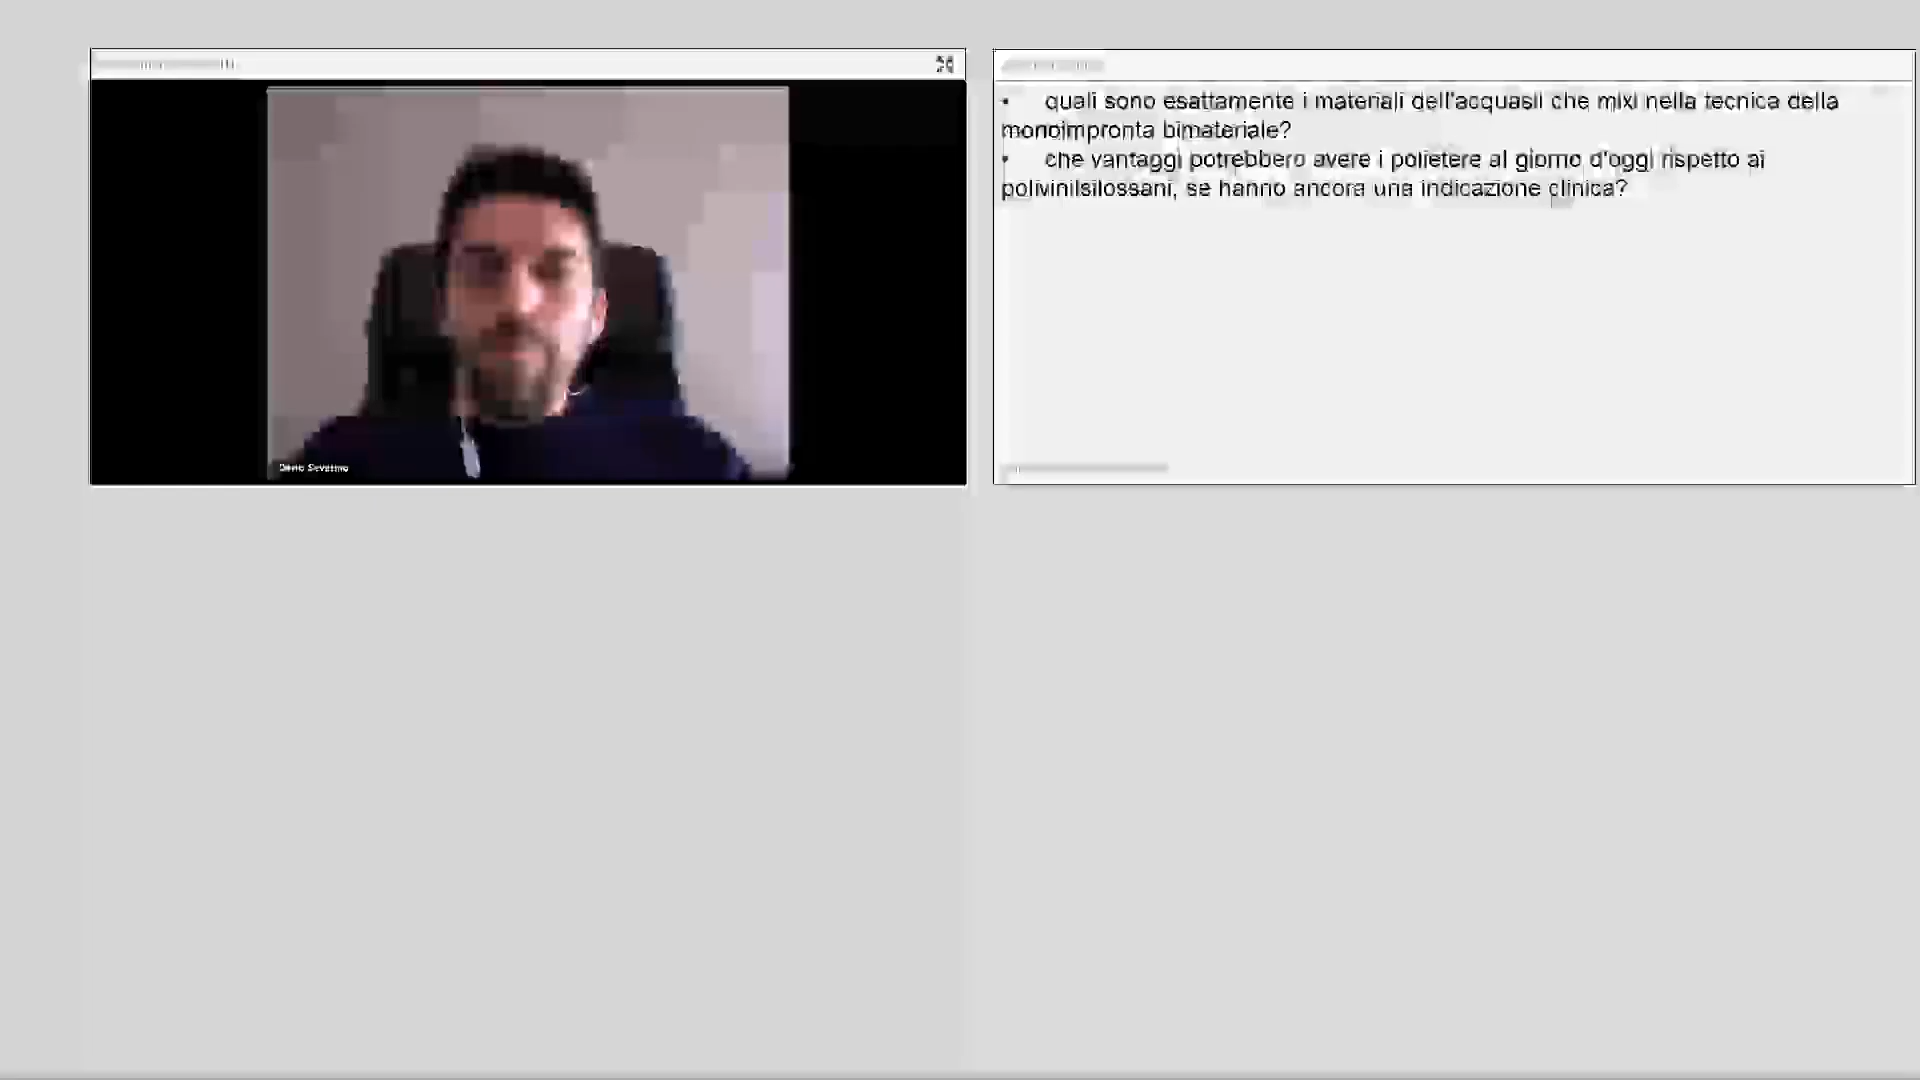 • quali sono esattamente i materiali dell'acquasil che mixi nella tecnica della
monoimpronta bimateriale?
• che vantaggi potrebbero avere i polietere al giorno d'oggi rispetto ai
polivinilsilossani, se hanno ancora una indicazione clinica?